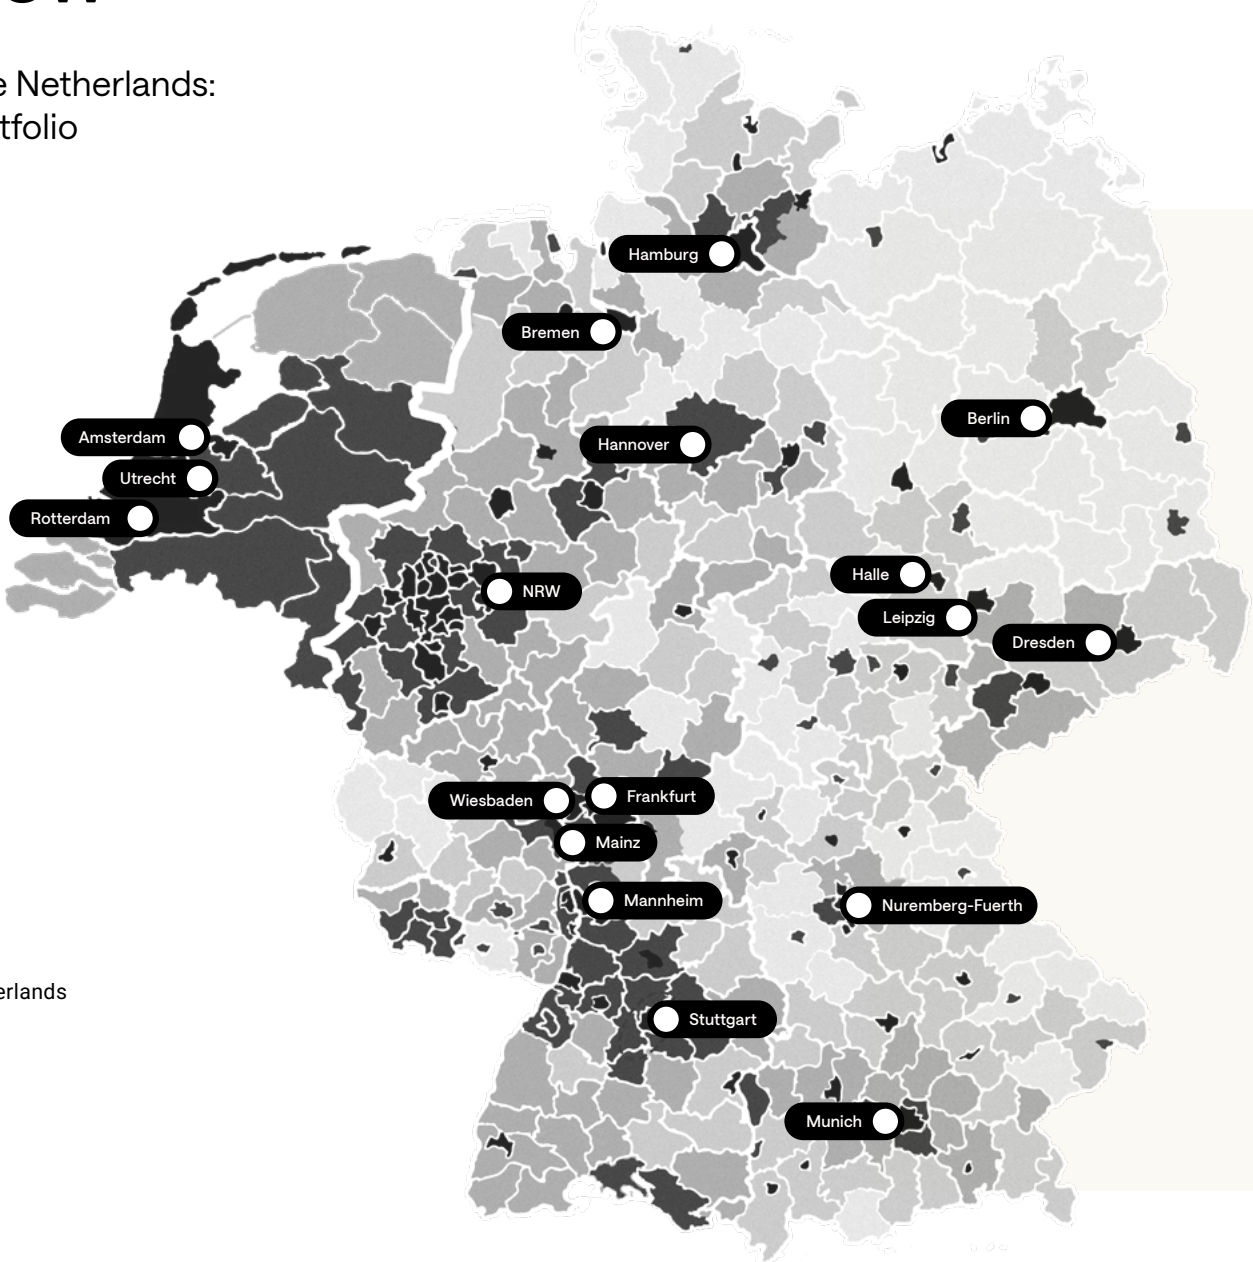 e Netherlands:
tfolio
Hamburg
Bremen
Berlin
Amsterdam
Hannover
Utrecht
Rotterdam
Halle
NRW
Leipzig
Dresden
Wiesbaden
Frankfurt
Mainz
Mannheim
Nuremberg-Fuerth
erlands
Stuttgart
Munich